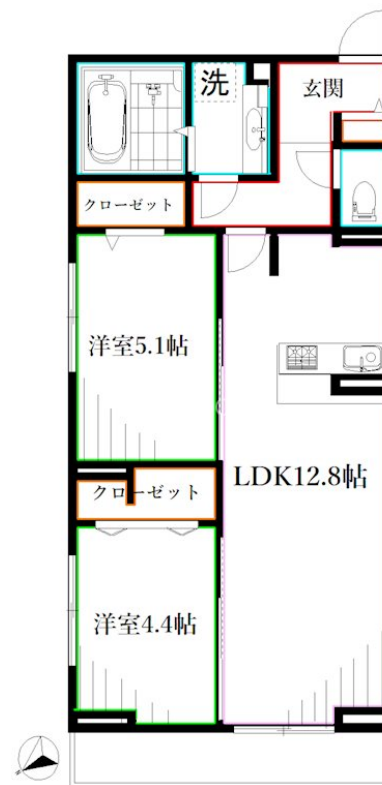 洗
玄関
クローゼット
洋室5.1帖
LDK12.8帖
クローゼット
洋室4.4帖